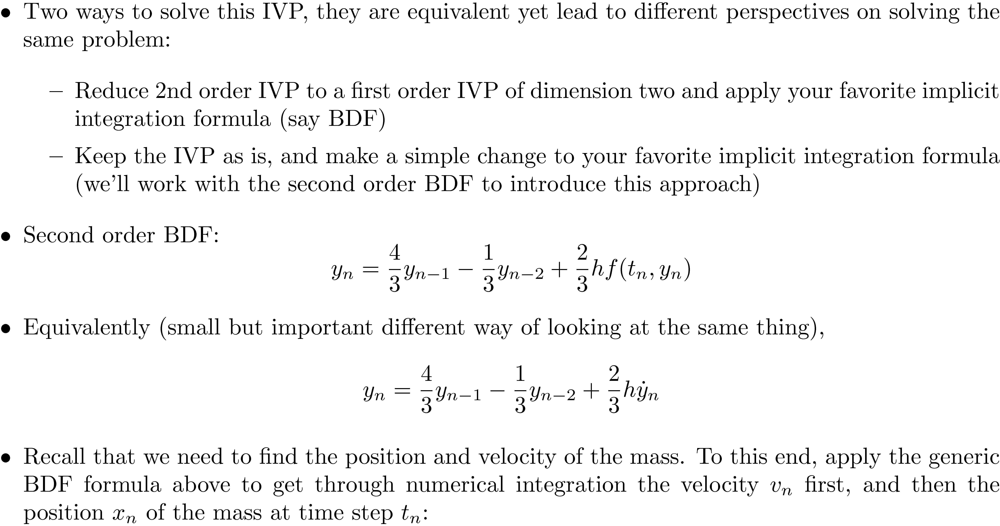 • Two ways to solve this IVP, they are equivalent yet lead to different perspectives on solving the
same problem:
– Reduce 2nd order IVP to a first order IVP of dimension two and apply your favorite implicit
integration formula (say BDF)
– Keep the IVP as is, and make a simple change to your favorite implicit integration formula
(we'll work with the second order BDF to introduce this approach)
• Second order BDF:
$y_n = \frac{4}{3}y_{n-1} - \frac{1}{3}y_{n-2} + \frac{2}{3}hf(t_n, y_n)$
• Equivalently (small but important different way of looking at the same thing),
$y_n = \frac{4}{3}y_{n-1} - \frac{1}{3}y_{n-2} + \frac{2}{3}h\dot{y}_n$
• Recall that we need to find the position and velocity of the mass. To this end, apply the generic
BDF formula above to get through numerical integration the velocity $v_n$ first, and then the
position $x_n$ of the mass at time step $t_n$: